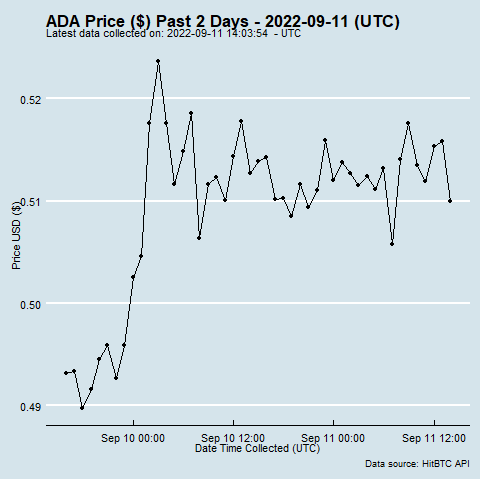 ADA Price ($) Past 2 Days - 2022-09-11 (UTC)
Latest data collected on: 2022-09-11 14:03:54 - UTC
0.52
0.51
0.50
0.49
Price USD ($)
Sep 10 00:00 Sep 10 12:00 Sep 11 00:00 Sep 11 12:00
Date Time Collected (UTC)
Data source: HitBTC API